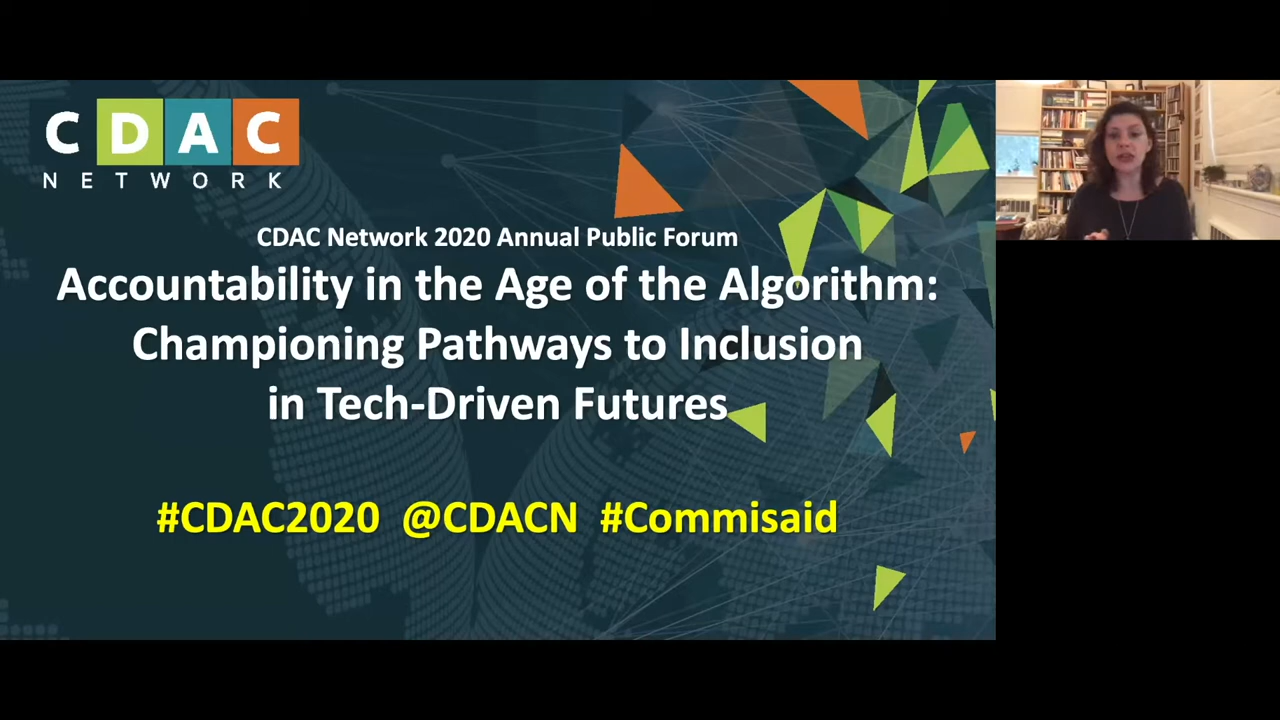 CDAC
NETWORK
CDAC Network 2020 Annual Public Forum
Accountability in the Age of the Algorithm:
Championing Pathways to Inclusion
in Tech-Driven Futures
#CDAC2020 @CDACN #Commisaid